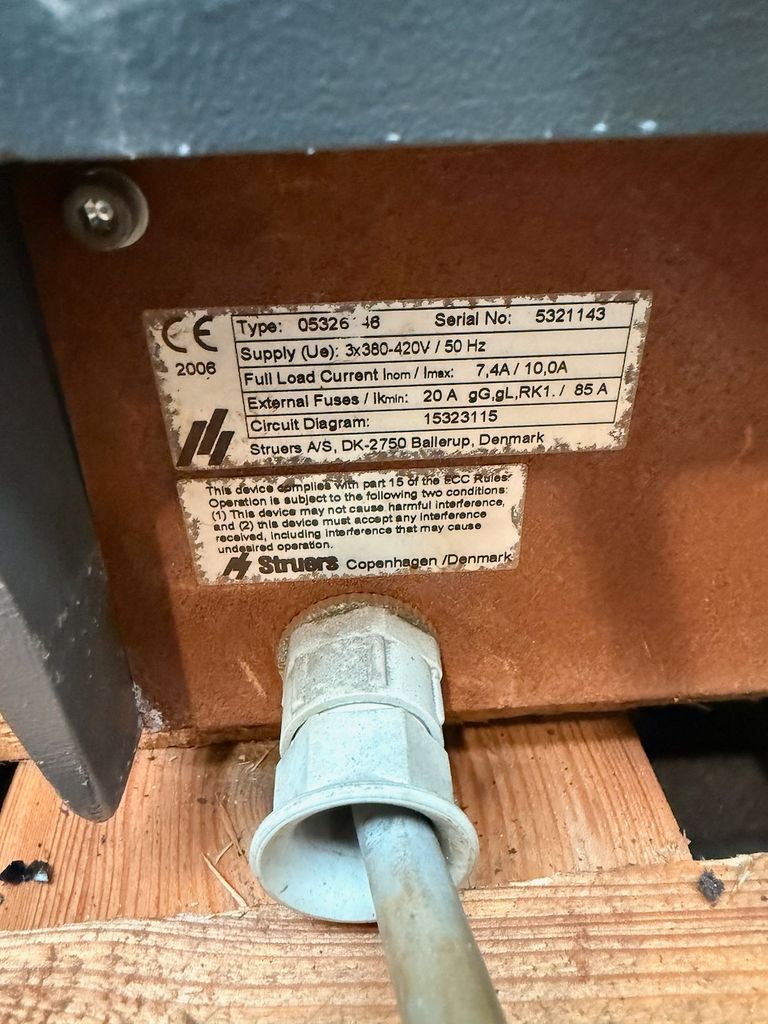 CE
2006
Type: 05326 46
Serial No: 5321143
Supply (Ue): 3x380-420V / 50 Hz
Full Load Current Inom / Imax: 7,4A / 10,0A
External Fuses / Ikmin: 20 A gG,gL,RK1. / 85 A
Circuit Diagram: 15323115
Struers A/S, DK-2750 Ballerup, Denmark
This device complies with part 15 of the FCC Rules.
Operation is subject to the following two conditions:
(1) This device may not cause harmful interference,
and (2) this device must accept any interference
received, including interference that may cause
undesired operation.
Struers Copenhagen /Denmark